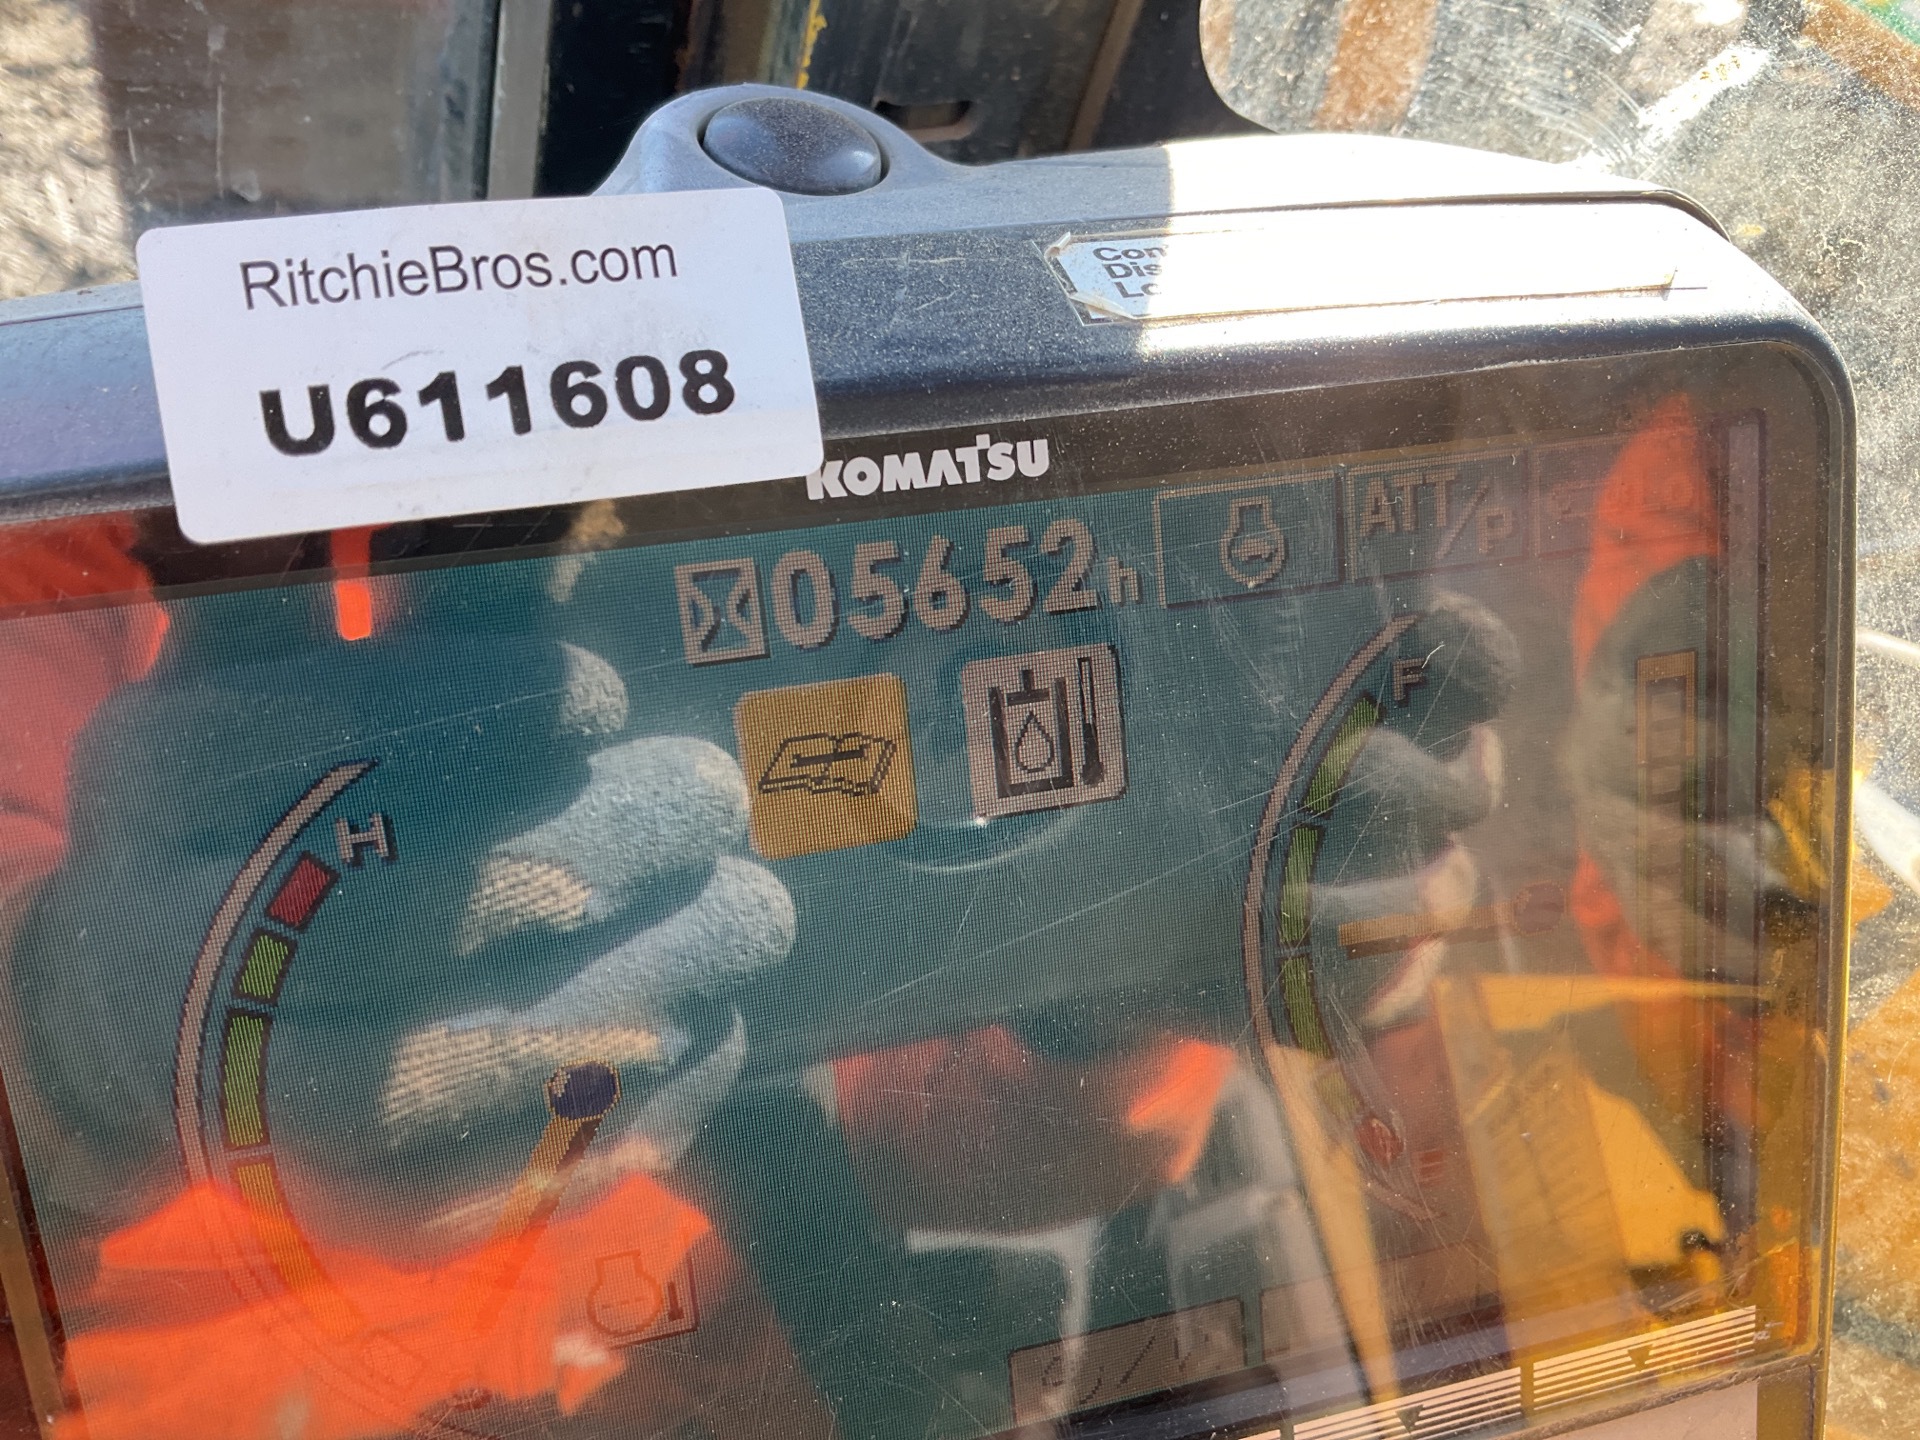 RitchieBros.com
U611608
KOMATSU
05652h
ATT/P
F
H
E